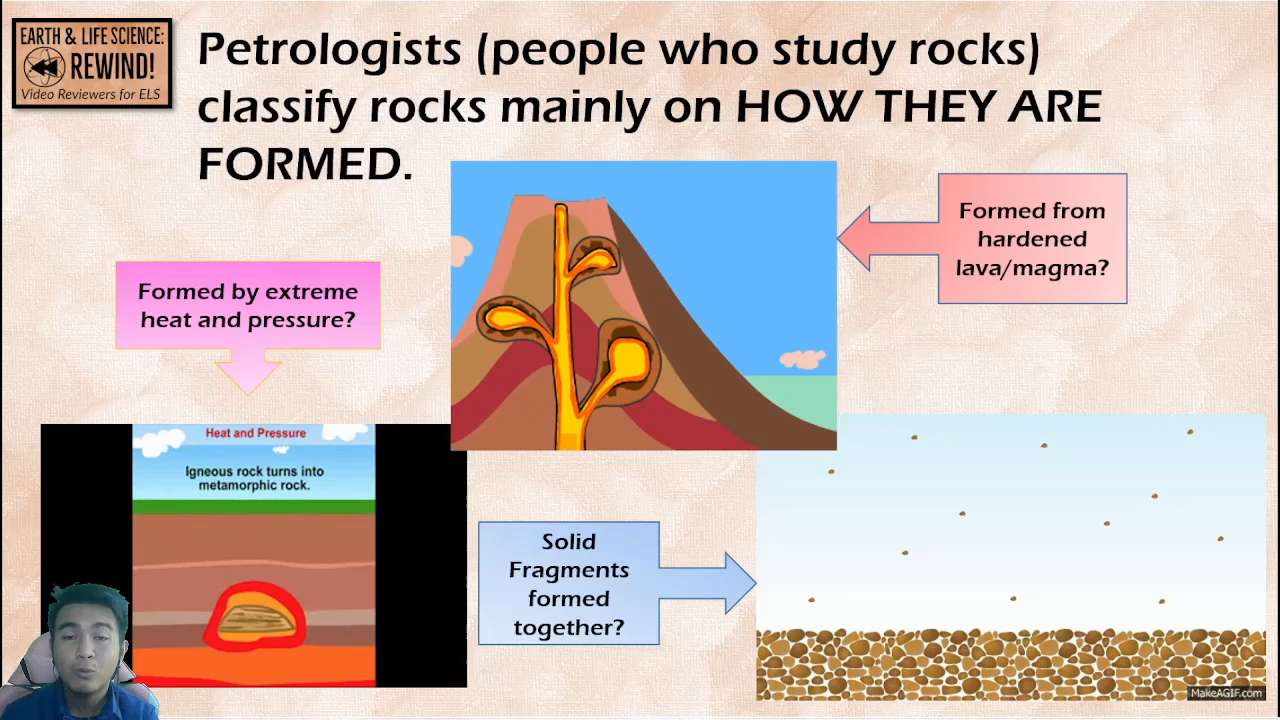 EARTH & LIFE SCIENCE:
REWIND!
Video Reviewers for ELS
Petrologists (people who study rocks)
classify rocks mainly on HOW THEY ARE
FORMED.
Formed from
hardened
lava/magma?
Formed by extreme
heat and pressure?
Heat and Pressure
Igneous rock turns into
metamorphic rock.
Solid
Fragments
formed
together?
MakeAGIF.com